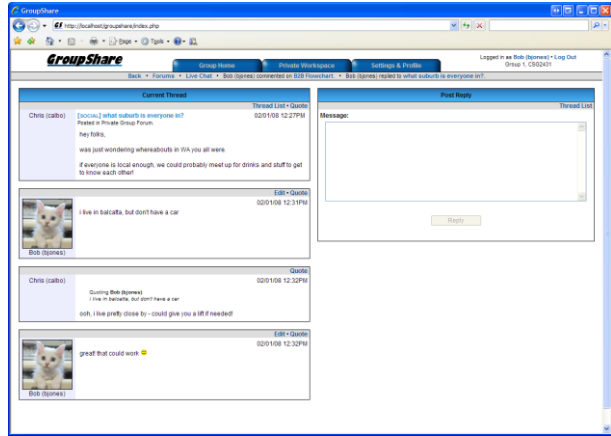 GroupShare
http://localhost/groupshare/index.php
Page
Tools
GroupShare
Group Home
Private Workspace
Settings & Profile
Logged in as Bob (bjones) • Log Out
Group 1, CSG2431
Back • Forums • Live Chat • Bob (bjones) commented on B2B Flowchart. • Bob (bjones) replied to what suburb is everyone in?.
Current Thread
Thread List • Quote
Chris (calbo)
[SOCIAL] what suburb is everyone in?
02/01/08 12:27PM
Posted in Private Group Forum.
hey folks,
was just wondering whereabouts in WA you all were.
if everyone is local enough, we could probably meet up for drinks and stuff to get
to know each other!
Edit • Quote
02/01/08 12:31PM
i live in balcatta, but don't have a car
Bob (bjones)
Quote
Chris (calbo)
02/01/08 12:32PM
Quoting Bob (bjones)
i live in balcatta, but don't have a car
ooh, i live pretty close by - could give you a lift if needed!
Edit • Quote
02/01/08 12:32PM
great! that could work
Bob (bjones)
Post Reply
Thread List
Message:
Reply